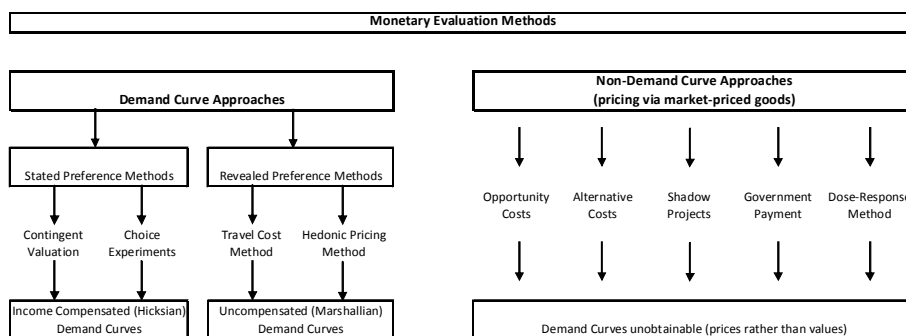 Monetary Evaluation Methods
Demand Curve Approaches
Non-Demand Curve Approaches
(pricing via market-priced goods)
Stated Preference Methods
Revealed Preference Methods
Opportunity
Costs
Alternative
Costs
Shadow
Projects
Government
Payment
Dose-Response
Method
Contingent
Valuation
Choice
Experiments
Travel Cost
Method
Hedonic Pricing
Method
Income Compensated (Hicksian)
Demand Curves
Uncompensated (Marshallian)
Demand Curves
Demand Curves unobtainable (prices rather than values)